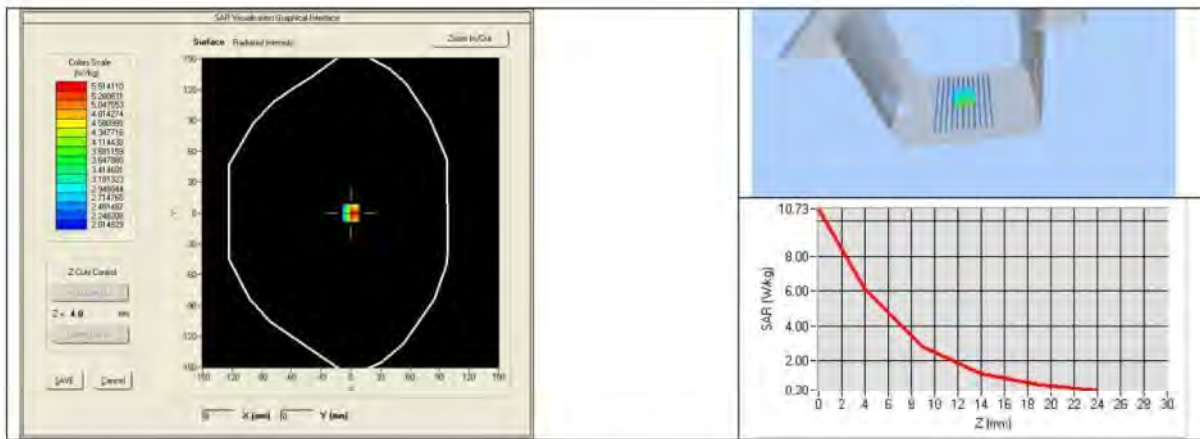 SAR Visualisation Graphical Interface
Surface Radiated Intensity
Zoom In/Out
Colors Scale
(W/kg)
5.514110
5.280831
5.047553
4.814274
4.580995
4.347716
4.114438
3.881159
3.647880
3.414601
3.181323
2.948044
2.714765
2.481487
2.248208
2.014929
150
120
90
60
30
0
30
60
90
120
150
Y
150 120 90 60 30 0 30 60 90 120 150
Z Cuts Control
Z = 4.0 mm
SAVE Cancel
0 X (mm) 0 Y (mm)
10.73
8.00
6.00
4.00
2.00
0.30
SAR (W/kg)
0 2 4 6 8 10 12 14 16 18 20 22 24 26 28 30
Z (mm)